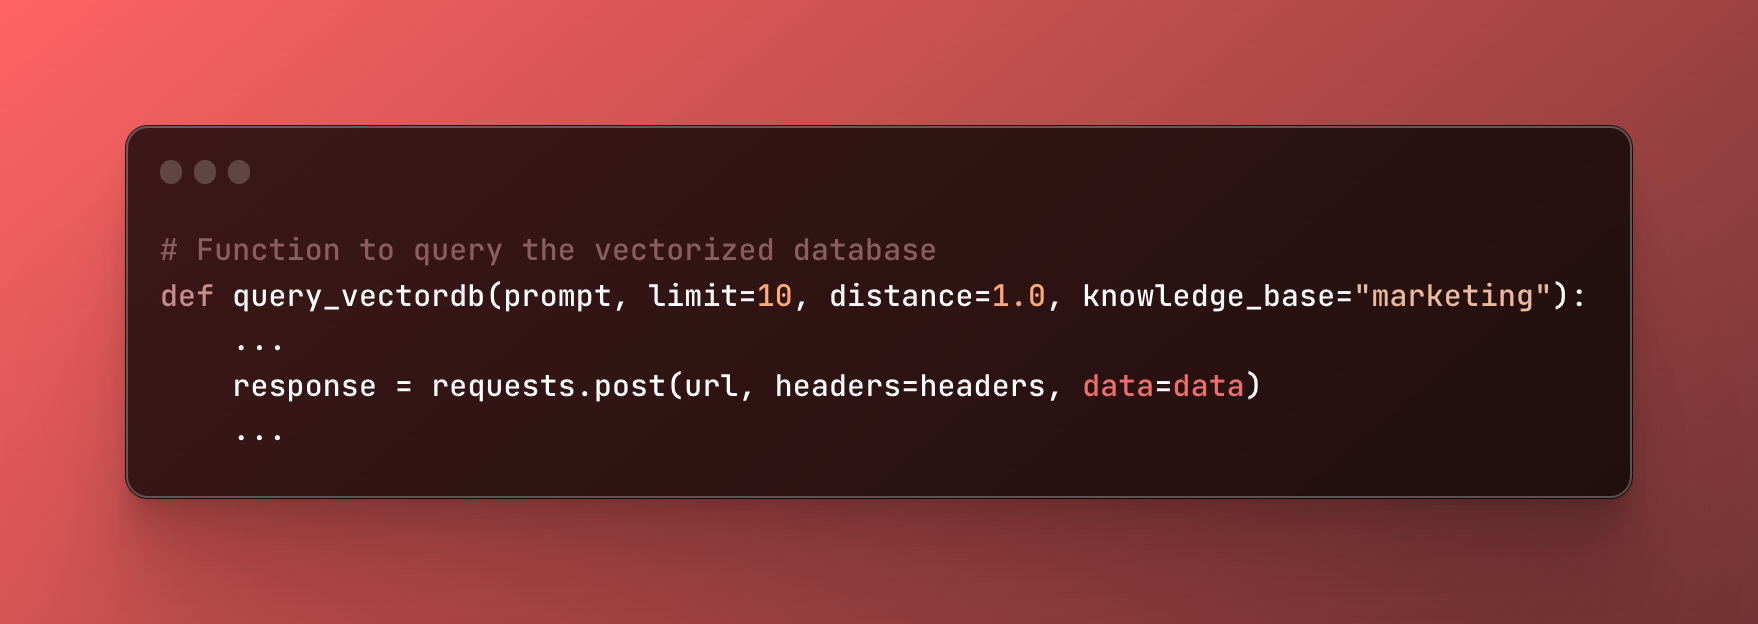 # Function to query the vectorized database
def query_vectordb(prompt, limit=10, distance=1.0, knowledge_base="marketing"):
    ...
    response = requests.post(url, headers=headers, data=data)
    ...